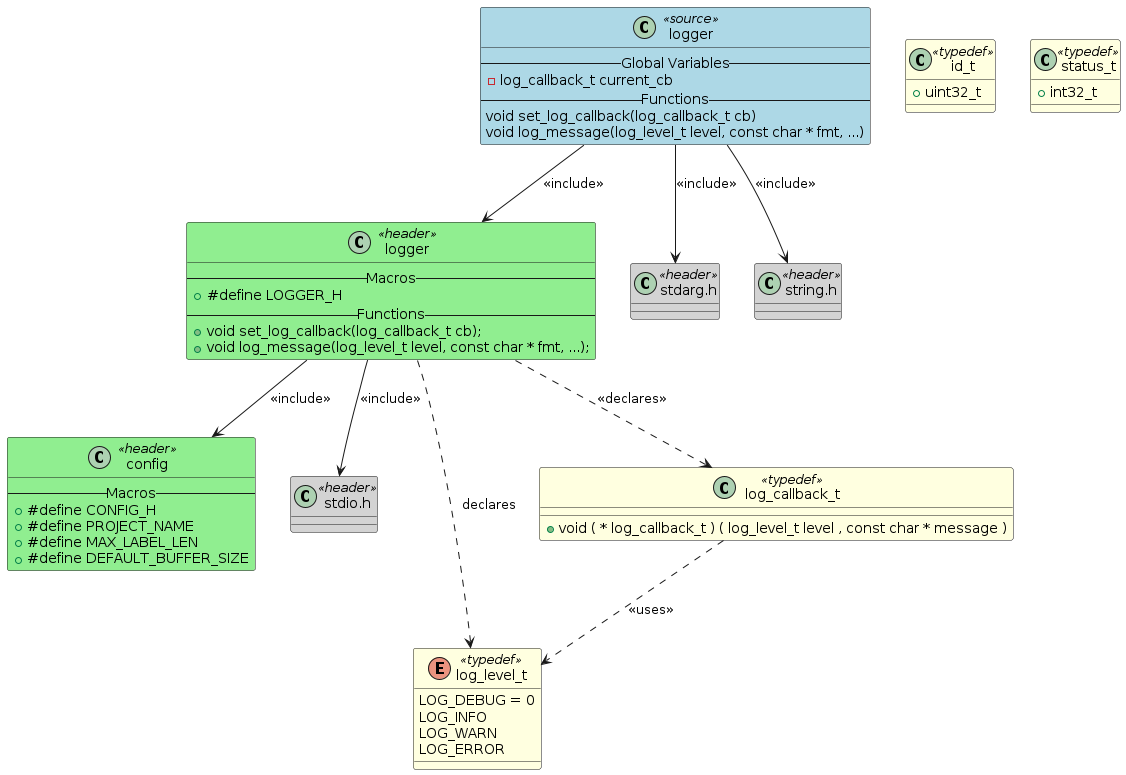 C «source»
logger
Global Variables
log_callback_t current_cb
Functions
void set_log_callback(log_callback_t cb)
void log_message(log_level_t level, const char * fmt, ...)
C «typedef»
id_t
uint32_t
C «typedef»
status_t
int32_t
«include»
«include»
«include»
C «header»
logger
Macros
#define LOGGER_H
Functions
void set_log_callback(log_callback_t cb);
void log_message(log_level_t level, const char * fmt, ...);
C «header»
stdarg.h
C «header»
string.h
«include»
«include»
declares
«declares»
C «header»
config
Macros
#define CONFIG_H
#define PROJECT_NAME
#define MAX_LABEL_LEN
#define DEFAULT_BUFFER_SIZE
C «header»
stdio.h
C «typedef»
log_callback_t
void ( * log_callback_t ) ( log_level_t level , const char * message )
«uses»
E «typedef»
log_level_t
LOG_DEBUG = 0
LOG_INFO
LOG_WARN
LOG_ERROR